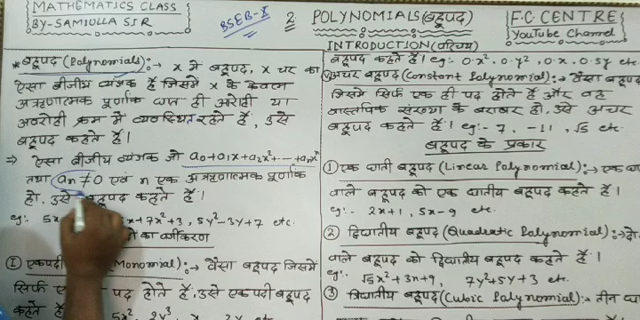 MATHEMATICS CLASS
BY-SAMIULLA SIR
BSEB-X
2
POLYNOMIALS(बहुपद)
INTRODUCTION(परिचय)
F.C CENTRE
YouTube Channel
*बहुपद (Polynomials):→ x में बहुपद, x चर का
ऐसा बीजीय व्यंजक है जिसमें x के केवल
अऋणात्मक पूर्णांक घात ही आरोही या
अवरोही क्रम में व्यवस्थित रहते हैं, उसे
बहुपद कहते हैं।
⇒ ऐसा बीजीय व्यंजक जो a₀+a₁x+a₂x²+---+aₙxⁿ
तथा aₙ≠0 एवं n एक अऋणात्मक पूर्णांक
हो, उसे बहुपद कहते हैं।
eg:- 5x x+7x²+3, 5y²-3y+7 etc.
का वर्गीकरण
① एकपदी (Monomial):→ वैसा बहुपद जिसमें
सिर्फ ए पद होते हैं, उसे एकपदी बहुपद
कहते हैं
बहुपद कहते हैं। eg:- 0·x³, 0·y², 0·x, 0·5y etc
अचर बहुपद (Constant Polynomial):→ वैसा बहुपद
जिसमें सिर्फ एक ही पद होते हैं और वह
वास्तविक संख्या के बराबर हो, उसे अचर
बहुपद कहते हैं। eg:- 7, -11, √5 etc
बहुपद के प्रकार
① एक घाती बहुपद (Linear Polynomial):→ एक घा
वाले बहुपद को एक घातीय बहुपद कहते हैं।
eg:- 2x+1, 5x-9 etc.
② द्विघातीय बहुपद (Quadratic Polynomial):→ दो
वाले बहुपद को द्विघातीय बहुपद कहते हैं।
eg:- √5x²+3x+9, 7y²+5y+3 etc.
③ त्रिघातीय बहुपद (Cubic Polynomial):→ तीन घा